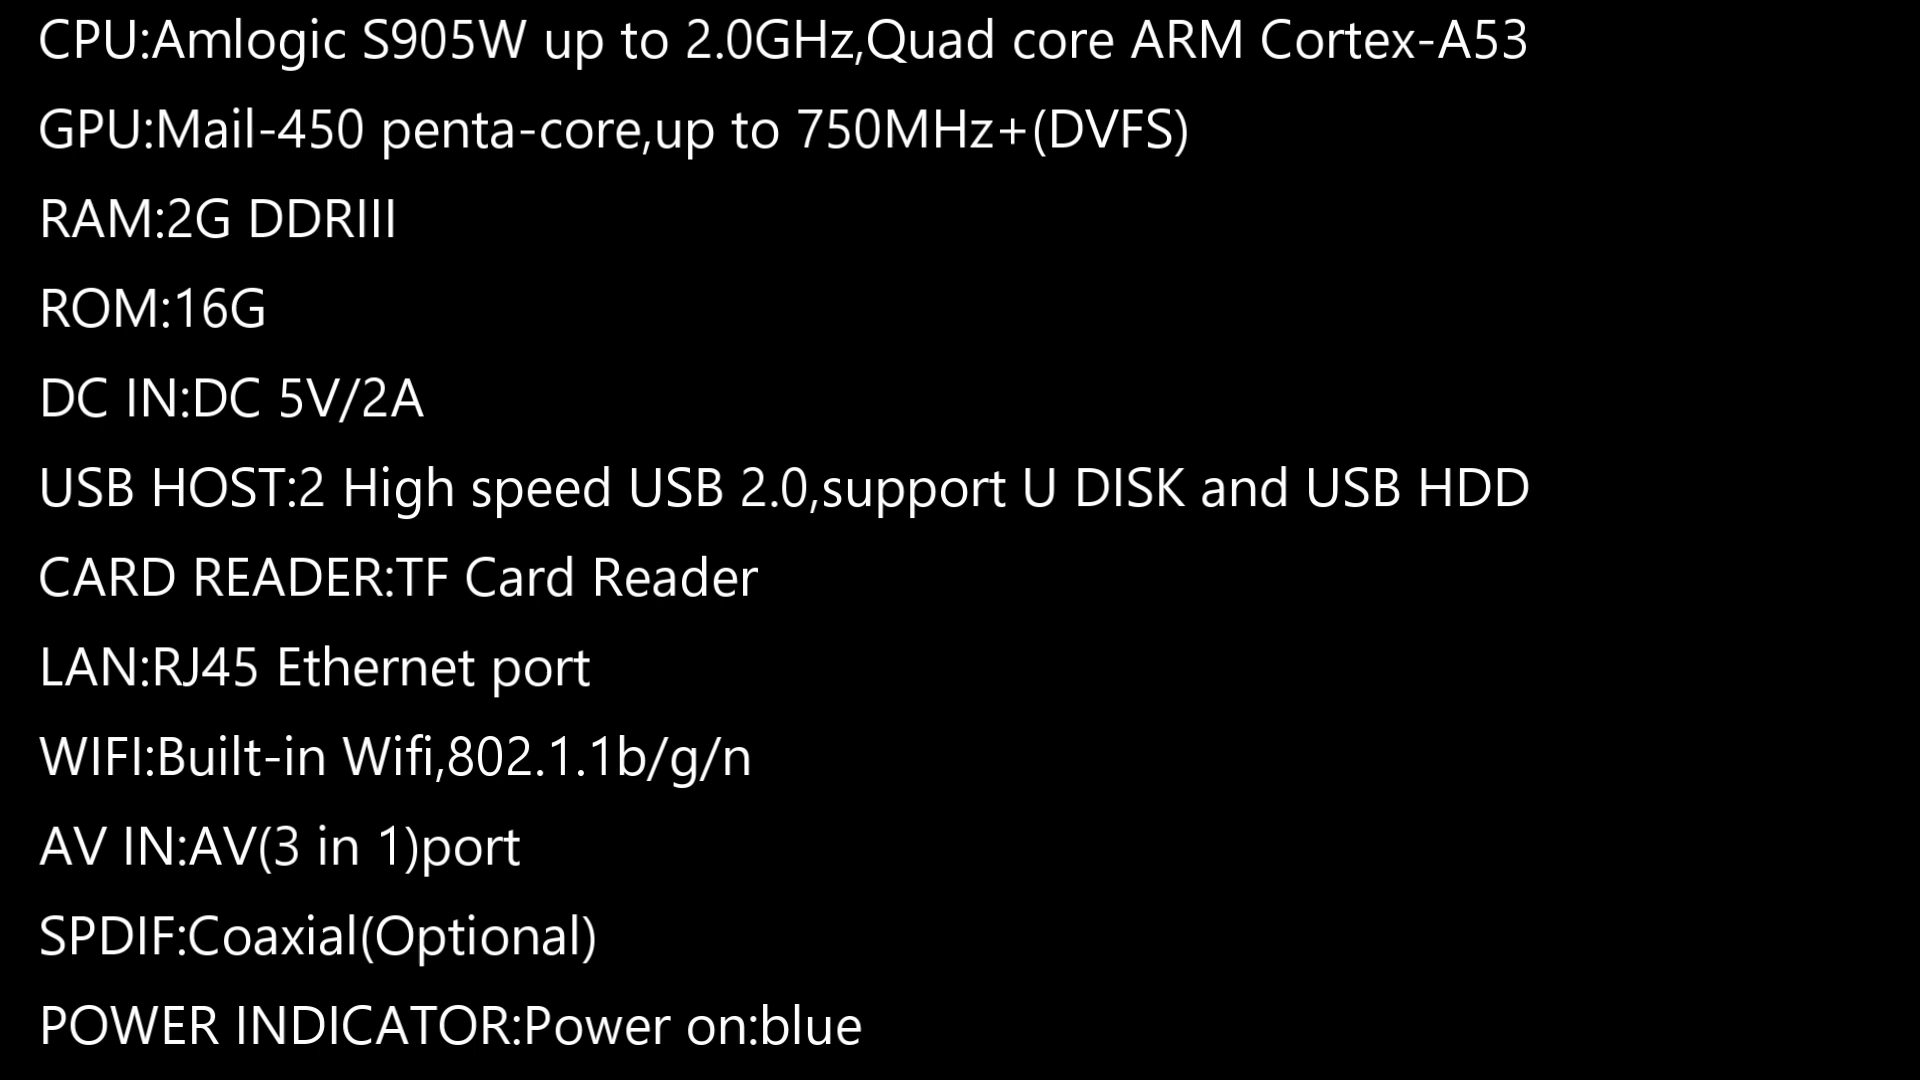 CPU:Amlogic S905W up to 2.0GHz,Quad core ARM Cortex-A53
GPU:Mail-450 penta-core,up to 750MHz+(DVFS)
RAM:2G DDRIII
ROM:16G
DC IN:DC 5V/2A
USB HOST:2 High speed USB 2.0,support U DISK and USB HDD
CARD READER:TF Card Reader
LAN:RJ45 Ethernet port
WIFI:Built-in Wifi,802.1.1b/g/n
AV IN:AV(3 in 1)port
SPDIF:Coaxial(Optional)
POWER INDICATOR:Power on:blue